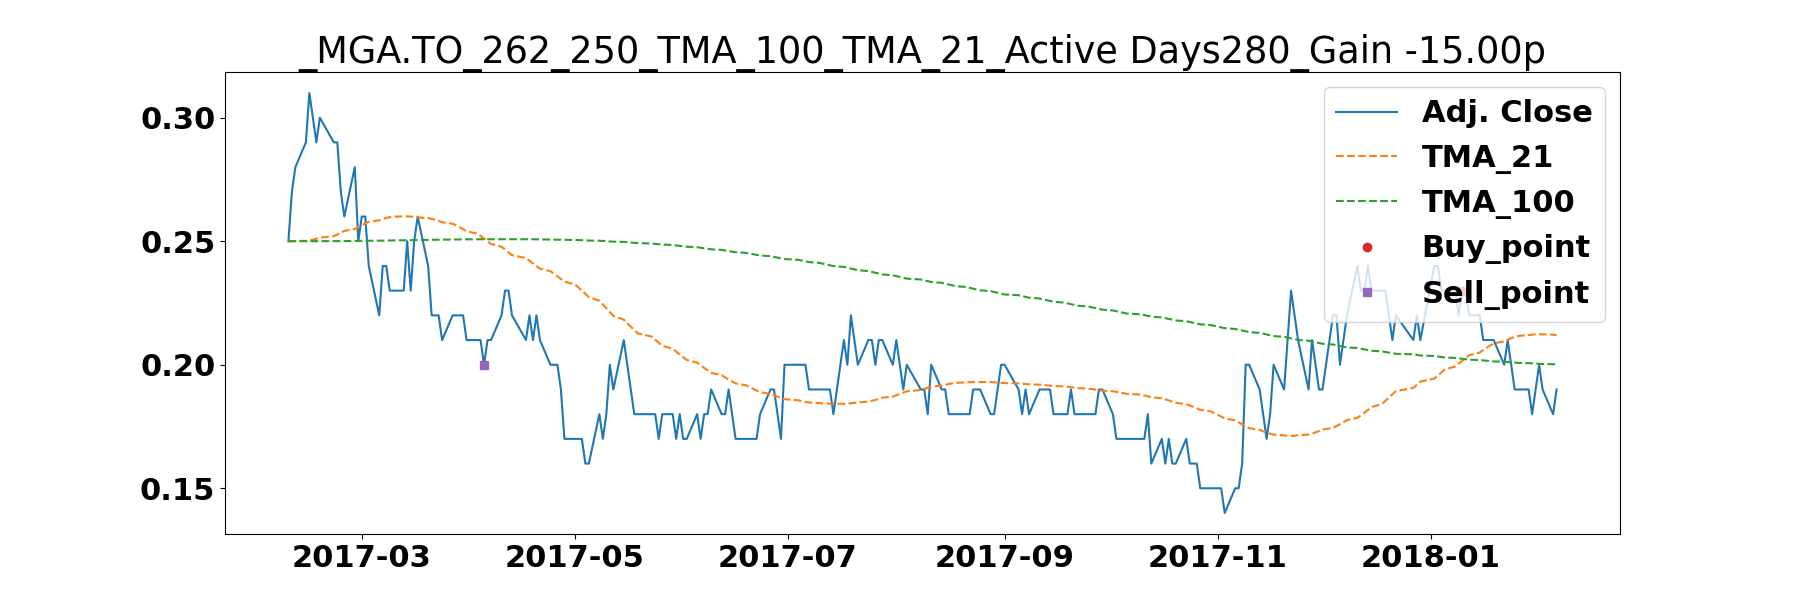 _MGA.TO_262_250_TMA_100_TMA_21_Active Days280_Gain -15.00p
0.30
0.25
0.20
0.15
Adj. Close
TMA_21
TMA_100
Buy_point
Sell_point
2017-03 2017-05 2017-07 2017-09 2017-11 2018-01